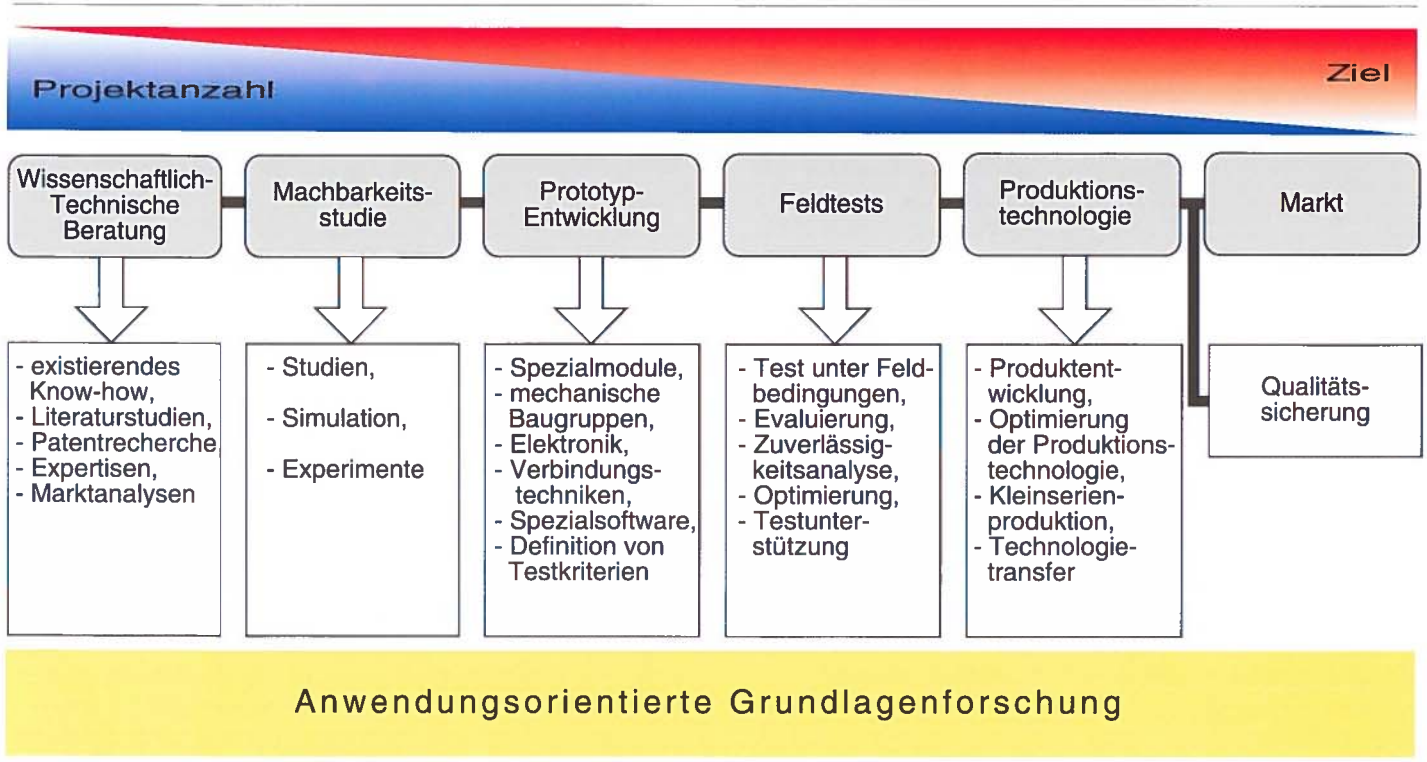 Projektanzahl
Ziel
Wissenschaftlich-
Technische
Beratung
Machbarkeits-
studie
Prototyp-
Entwicklung
Feldtests
Produktions-
technologie
Markt
- existierendes
Know-how,
- Literaturstudien,
- Patentrecherche
- Expertisen,
- Marktanalysen
- Studien,
- Simulation,
- Experimente
- Spezialmodule,
- mechanische
Baugruppen,
- Elektronik,
- Verbindungs-
techniken,
- Spezialsoftware,
- Definition von
Testkriterien
- Test unter Feld-
bedingungen,
- Evaluierung,
- Zuverlässig-
keitsanalyse,
- Optimierung,
- Testunter-
stützung
- Produktent-
wicklung,
- Optimierung
der Produktions-
technologie,
- Kleinserien-
produktion,
- Technologie-
transfer
Qualitäts-
sicherung
Anwendungsorientierte Grundlagenforschung